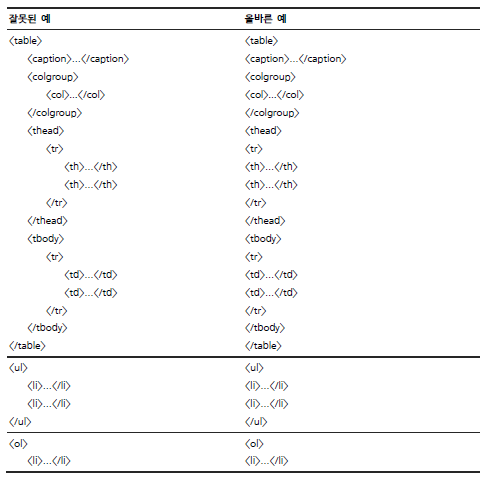 잘못된 예 올바른 예
<table> <table>
<caption>...</caption> <caption>...</caption>
<colgroup> <colgroup>
<col>...</col> <col>...</col>
</colgroup> </colgroup>
<thead> <thead>
<tr> <tr>
<th>...</th> <th>...</th>
<th>...</th> <th>...</th>
</tr> </tr>
</thead> </thead>
<tbody> <tbody>
<tr> <tr>
<td>...</td> <td>...</td>
<td>...</td> <td>...</td>
</tr> </tr>
</tbody> </tbody>
</table> </table>
<ul> <ul>
<li>...</li> <li>...</li>
<li>...</li> <li>...</li>
</ul> </ul>
<ol> <ol>
<li>...</li> <li>...</li>